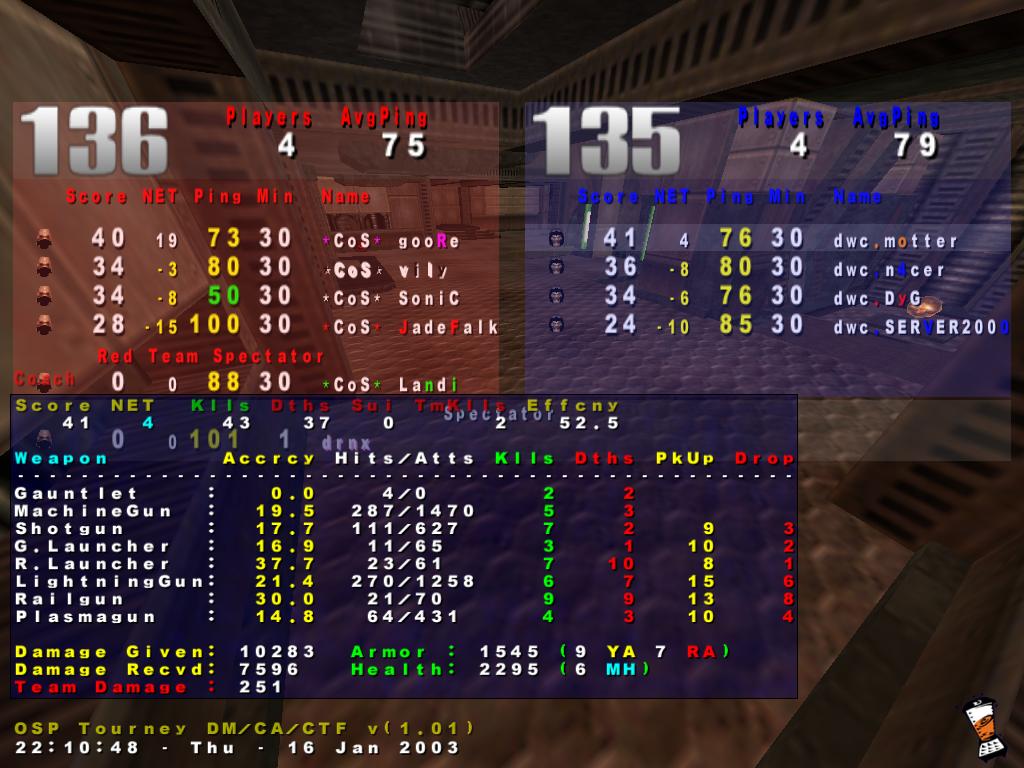 136 Players AvgPing
4 75
Score NET Ping Min Name
40 19 73 30 *CoS* gooRe
34 -3 80 30 *CoS* vily
34 -8 50 30 *CoS* SoniC
28 -15 100 30 *CoS* JadeFalk
Red Team Spectator
Coach 0 0 88 30 *CoS* Landi
135 Players AvgPing
4 79
Score NET Ping Min Name
41 4 76 30 dwc.motter
36 -8 80 30 dwc.n4cer
34 -6 76 30 dwc.DyG
24 -10 85 30 dwc.SERVER2000
Spectator
0 0 101 1 drnx
Score NET Klls Dths Sui TmKlls Effcny
41 4 43 37 0 2 52.5
Weapon Accrcy Hits/Atts Klls Dths PkUp Drop
--------------------------------------------
Gauntlet : 0.0 4/0 2 2
MachineGun : 19.5 287/1470 5 3
Shotgun : 17.7 111/627 7 2 9 3
G.Launcher : 16.9 11/65 3 1 10 2
R.Launcher : 37.7 23/61 7 10 8 1
LightningGun: 21.4 270/1258 6 7 15 6
Railgun : 30.0 21/70 9 9 13 8
Plasmagun : 14.8 64/431 4 3 10 4
Damage Given: 10283 Armor : 1545 (9 YA 7 RA)
Damage Recvd: 7596 Health: 2295 (6 MH)
Team Damage : 251
OSP Tourney DM/CA/CTF v(1.01)
22:10:48 - Thu - 16 Jan 2003